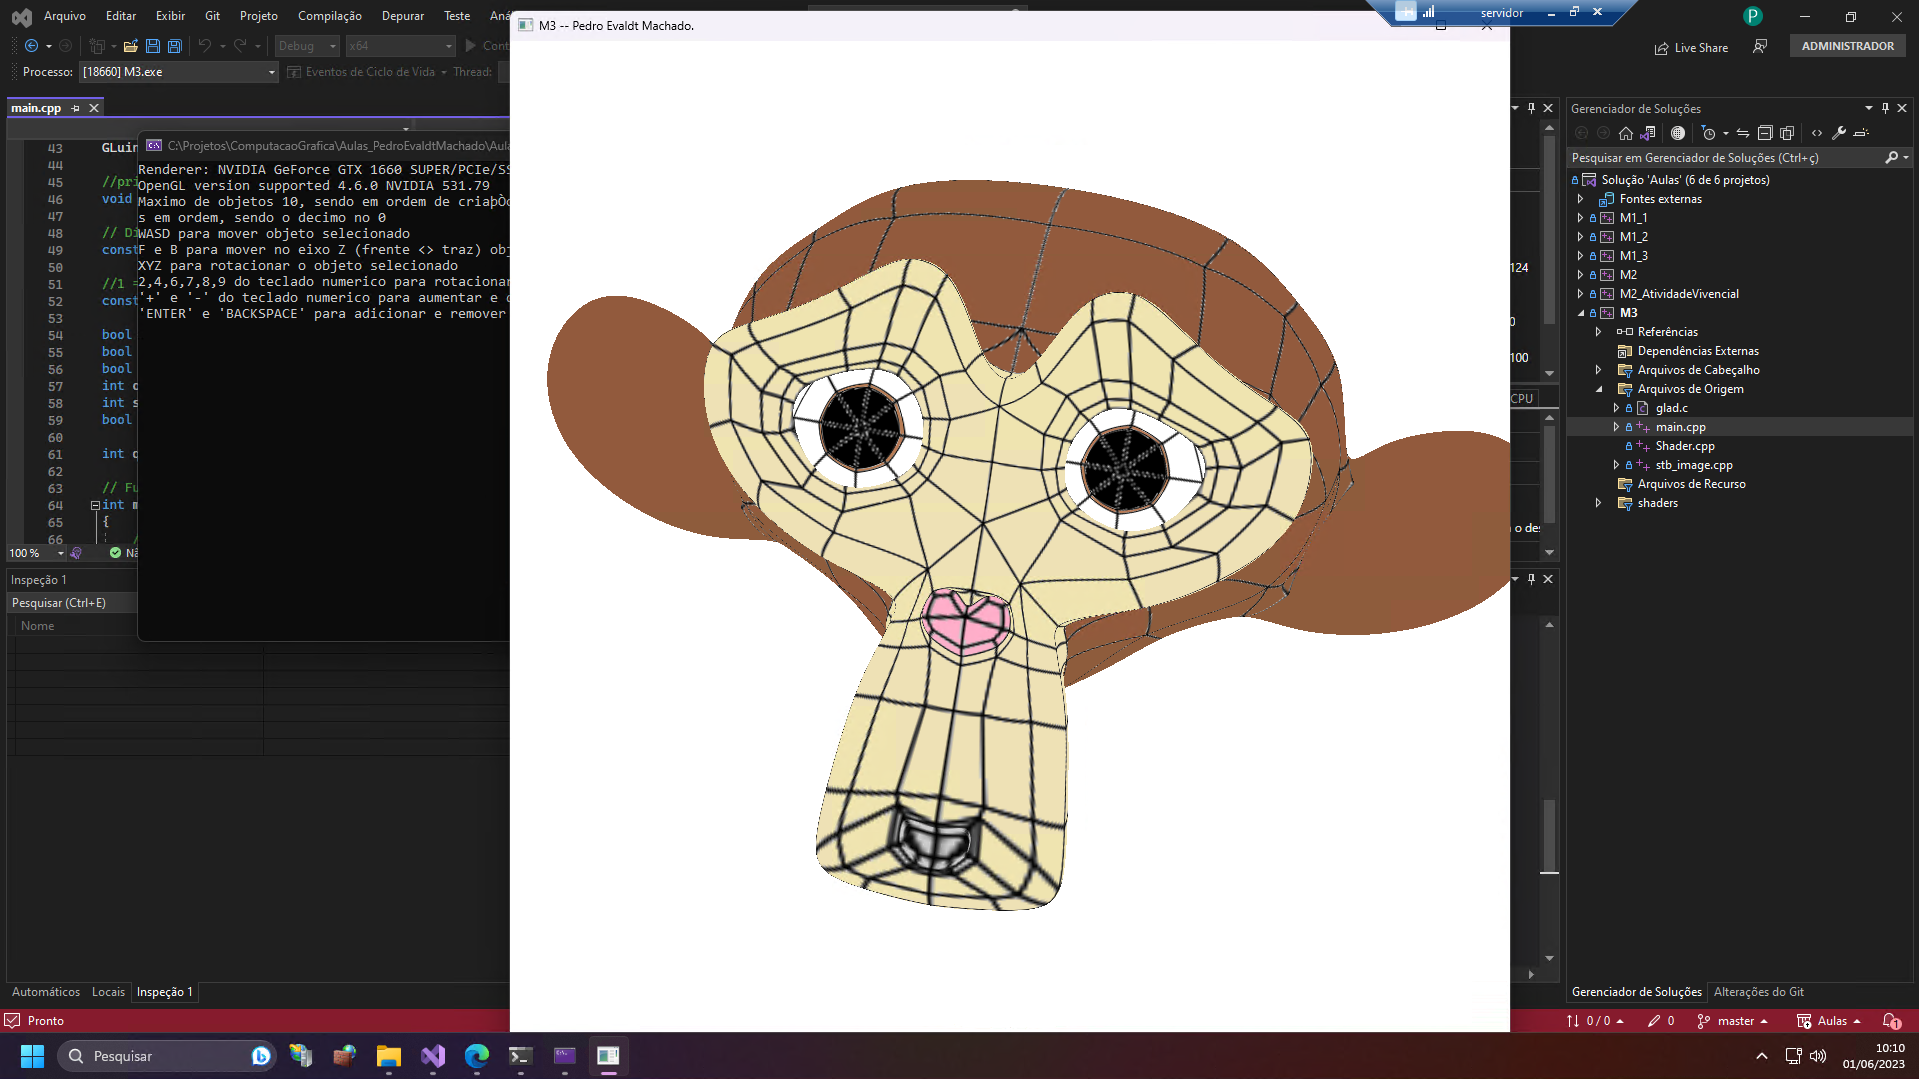 Arquivo Editar Exibir Git Projeto Compilação Depurar Teste Aná
M3 -- Pedro Evaldt Machado.
servidor
P
Debug x64 Cont
Live Share
ADMINISTRADOR
Processo: [18660] M3.exe Eventos de Ciclo de Vida Thread:
main.cpp
43 GLuin
44
45 //pri
46 void
47
48 // Di
49 const
50
51 //1 =
52 cons
53
54 bool
55 bool
56 bool
57 int
58 int s
59 bool
60
61 int
62
63 // Fu
64 int m
65 {
66
100 %
C:\Projetos\ComputacaoGrafica\Aulas_PedroEvaldtMachado\Aula
Renderer: NVIDIA GeForce GTX 1660 SUPER/PCIe/SS
OpenGL version supported 4.6.0 NVIDIA 531.79
Maximo de objetos 10, sendo em ordem de criaþÒo
s em ordem, sendo o decimo no 0
WASD para mover objeto selecionado
F e B para mover no eixo Z (frente <> traz) obj
XYZ para rotacionar o objeto selecionado
2,4,6,7,8,9 do teclado numerico para rotacionar
'+' e '-' do teclado numerico para aumentar e
'ENTER' e 'BACKSPACE' para adicionar e remover
Inspeção 1
Pesquisar (Ctrl+E)
Nome
Automáticos Locais Inspeção 1
Pronto
124
0
100
CPU
o des
Gerenciador de Soluções
Pesquisar em Gerenciador de Soluções (Ctrl+ç)
Solução 'Aulas' (6 de 6 projetos)
Fontes externas
M1_1
M1_2
M1_3
M2
M2_AtividadeVivencial
M3
Referências
Dependências Externas
Arquivos de Cabeçalho
Arquivos de Origem
glad.c
main.cpp
Shader.cpp
stb_image.cpp
Arquivos de Recurso
shaders
Gerenciador de Soluções Alterações do Git
0 / 0 0 master Aulas 1
Pesquisar
10:10
01/06/2023